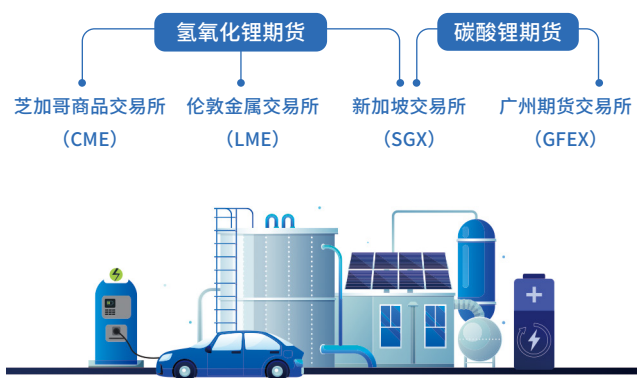 氢氧化锂期货
碳酸锂期货
芝加哥商品交易所
（CME）
伦敦金属交易所
（LME）
新加坡交易所
（SGX）
广州期货交易所
（GFEX）